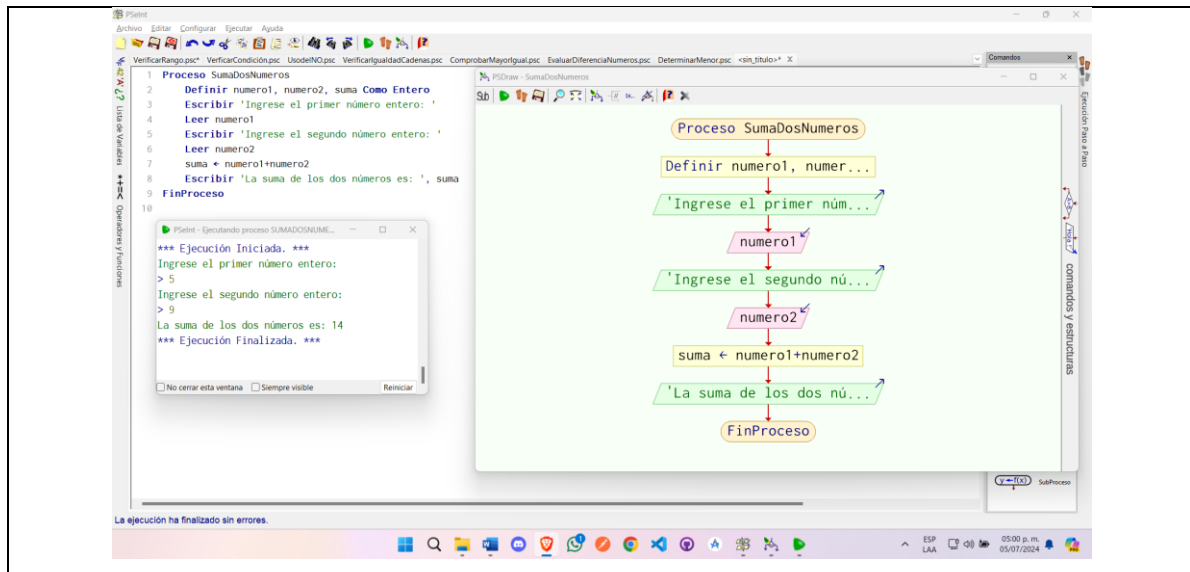 PSeInt
Archivo Editar Configurar Ejecutar Ayuda
VerificarRango.psc* VerficarCondición.psc UsodelNO.psc VerificarIgualdadCadenas.psc ComprobarMayorIgual.psc EvaluarDiferenciaNumeros.psc DeterminarMenor.psc <sin_titulo>* X
Lista de Variables
Operadores y Funciones
1 Proceso SumaDosNumeros
2 Definir numero1, numero2, suma Como Entero
3 Escribir 'Ingrese el primer número entero: '
4 Leer numero1
5 Escribir 'Ingrese el segundo número entero: '
6 Leer numero2
7 suma ← numero1+numero2
8 Escribir 'La suma de los dos números es: ', suma
9 FinProceso
10
PSeInt - Ejecutando proceso SUMADOSNUME...
*** Ejecución Iniciada. ***
Ingrese el primer número entero:
> 5
Ingrese el segundo número entero:
> 9
La suma de los dos números es: 14
*** Ejecución Finalizada. ***
No cerrar esta ventana Siempre visible Reiniciar
PSDraw - SumaDosNumeros
Proceso SumaDosNumeros
Definir numero1, numer...
'Ingrese el primer núm...
numero1
'Ingrese el segundo nú...
numero2
suma ← numero1+numero2
'La suma de los dos nú...
FinProceso
Comandos X
Ejecución Paso a Paso
comandos y estructuras
y←f(x) SubProceso
La ejecución ha finalizado sin errores.
ESP
LAA
05:00 p. m.
05/07/2024